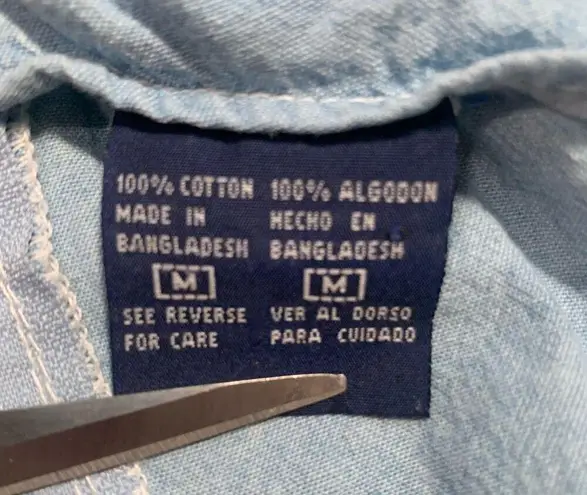 100% COTTON
MADE IN
BANGLADESH
M
SEE REVERSE
FOR CARE
100% ALGODON
HECHO EN
BANGLADESH
M
VER AL DORSO
PARA CUIDADO